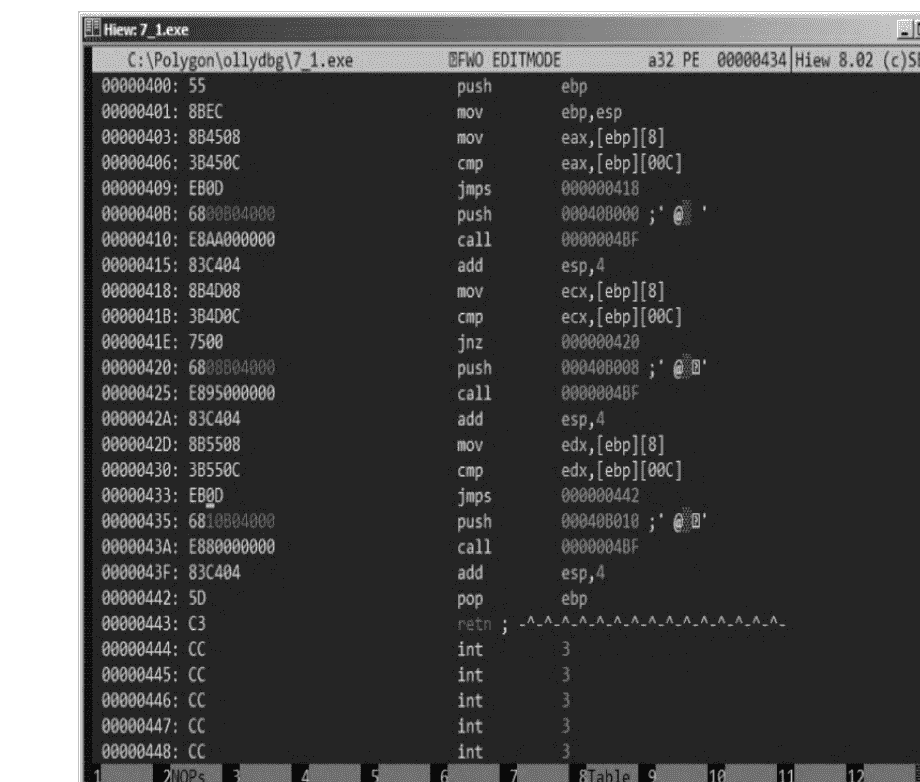 Hiew: 7_1.exe
C:\Polygon\ollydbg\7_1.exe FWO EDITMODE a32 PE 00000434 Hiew 8.02 (c)SE
00000400: 55 push ebp
00000401: 8BEC mov ebp,esp
00000403: 8B4508 mov eax,[ebp][8]
00000406: 3B450C cmp eax,[ebp][00C]
00000409: EB0D jmps 000000418
0000040B: 6800B04000 push 00040B000 ;' @ '
00000410: E8AA000000 call 0000004BF
00000415: 83C404 add esp,4
00000418: 8B4D08 mov ecx,[ebp][8]
0000041B: 3B4D0C cmp ecx,[ebp][00C]
0000041E: 7500 jnz 000000420
00000420: 6808B04000 push 00040B008 ;' @ '
00000425: E895000000 call 0000004BF
0000042A: 83C404 add esp,4
0000042D: 8B5508 mov edx,[ebp][8]
00000430: 3B550C cmp edx,[ebp][00C]
00000433: EB0D jmps 000000442
00000435: 6810B04000 push 00040B010 ;' @ '
0000043A: E880000000 call 0000004BF
0000043F: 83C404 add esp,4
00000442: 5D pop ebp
00000443: C3 retn ; -^-^-^-^-^-^-^-^-^-^-^-^-^-^-^-
00000444: CC int 3
00000445: CC int 3
00000446: CC int 3
00000447: CC int 3
00000448: CC int 3
1 2NOPs 3 4 5 6 7 8Table 9 10 11 12